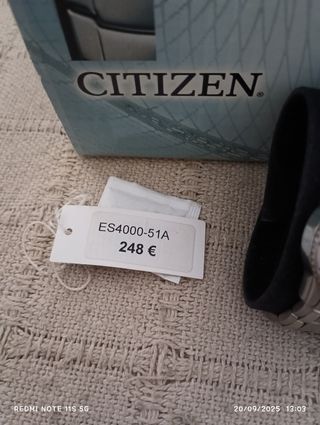 CITIZEN®
ES4000-51A
248 €
REDMI NOTE 11S 5G
20/09/2025 13:03